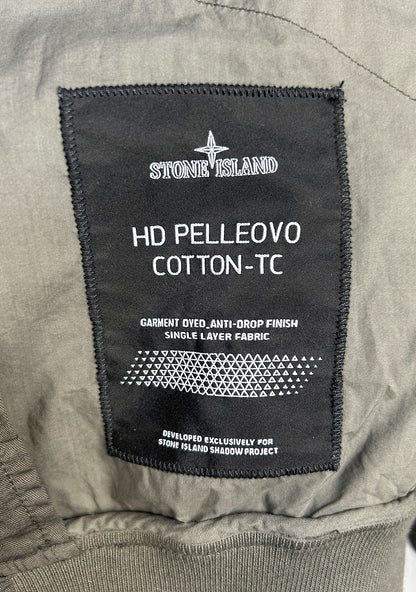 STONE ISLAND
HD PELLEOVO
COTTON-TC
GARMENT DYED_ANTI-DROP FINISH
SINGLE LAYER FABRIC
DEVELOPED EXCLUSIVELY FOR
STONE ISLAND SHADOW PROJECT